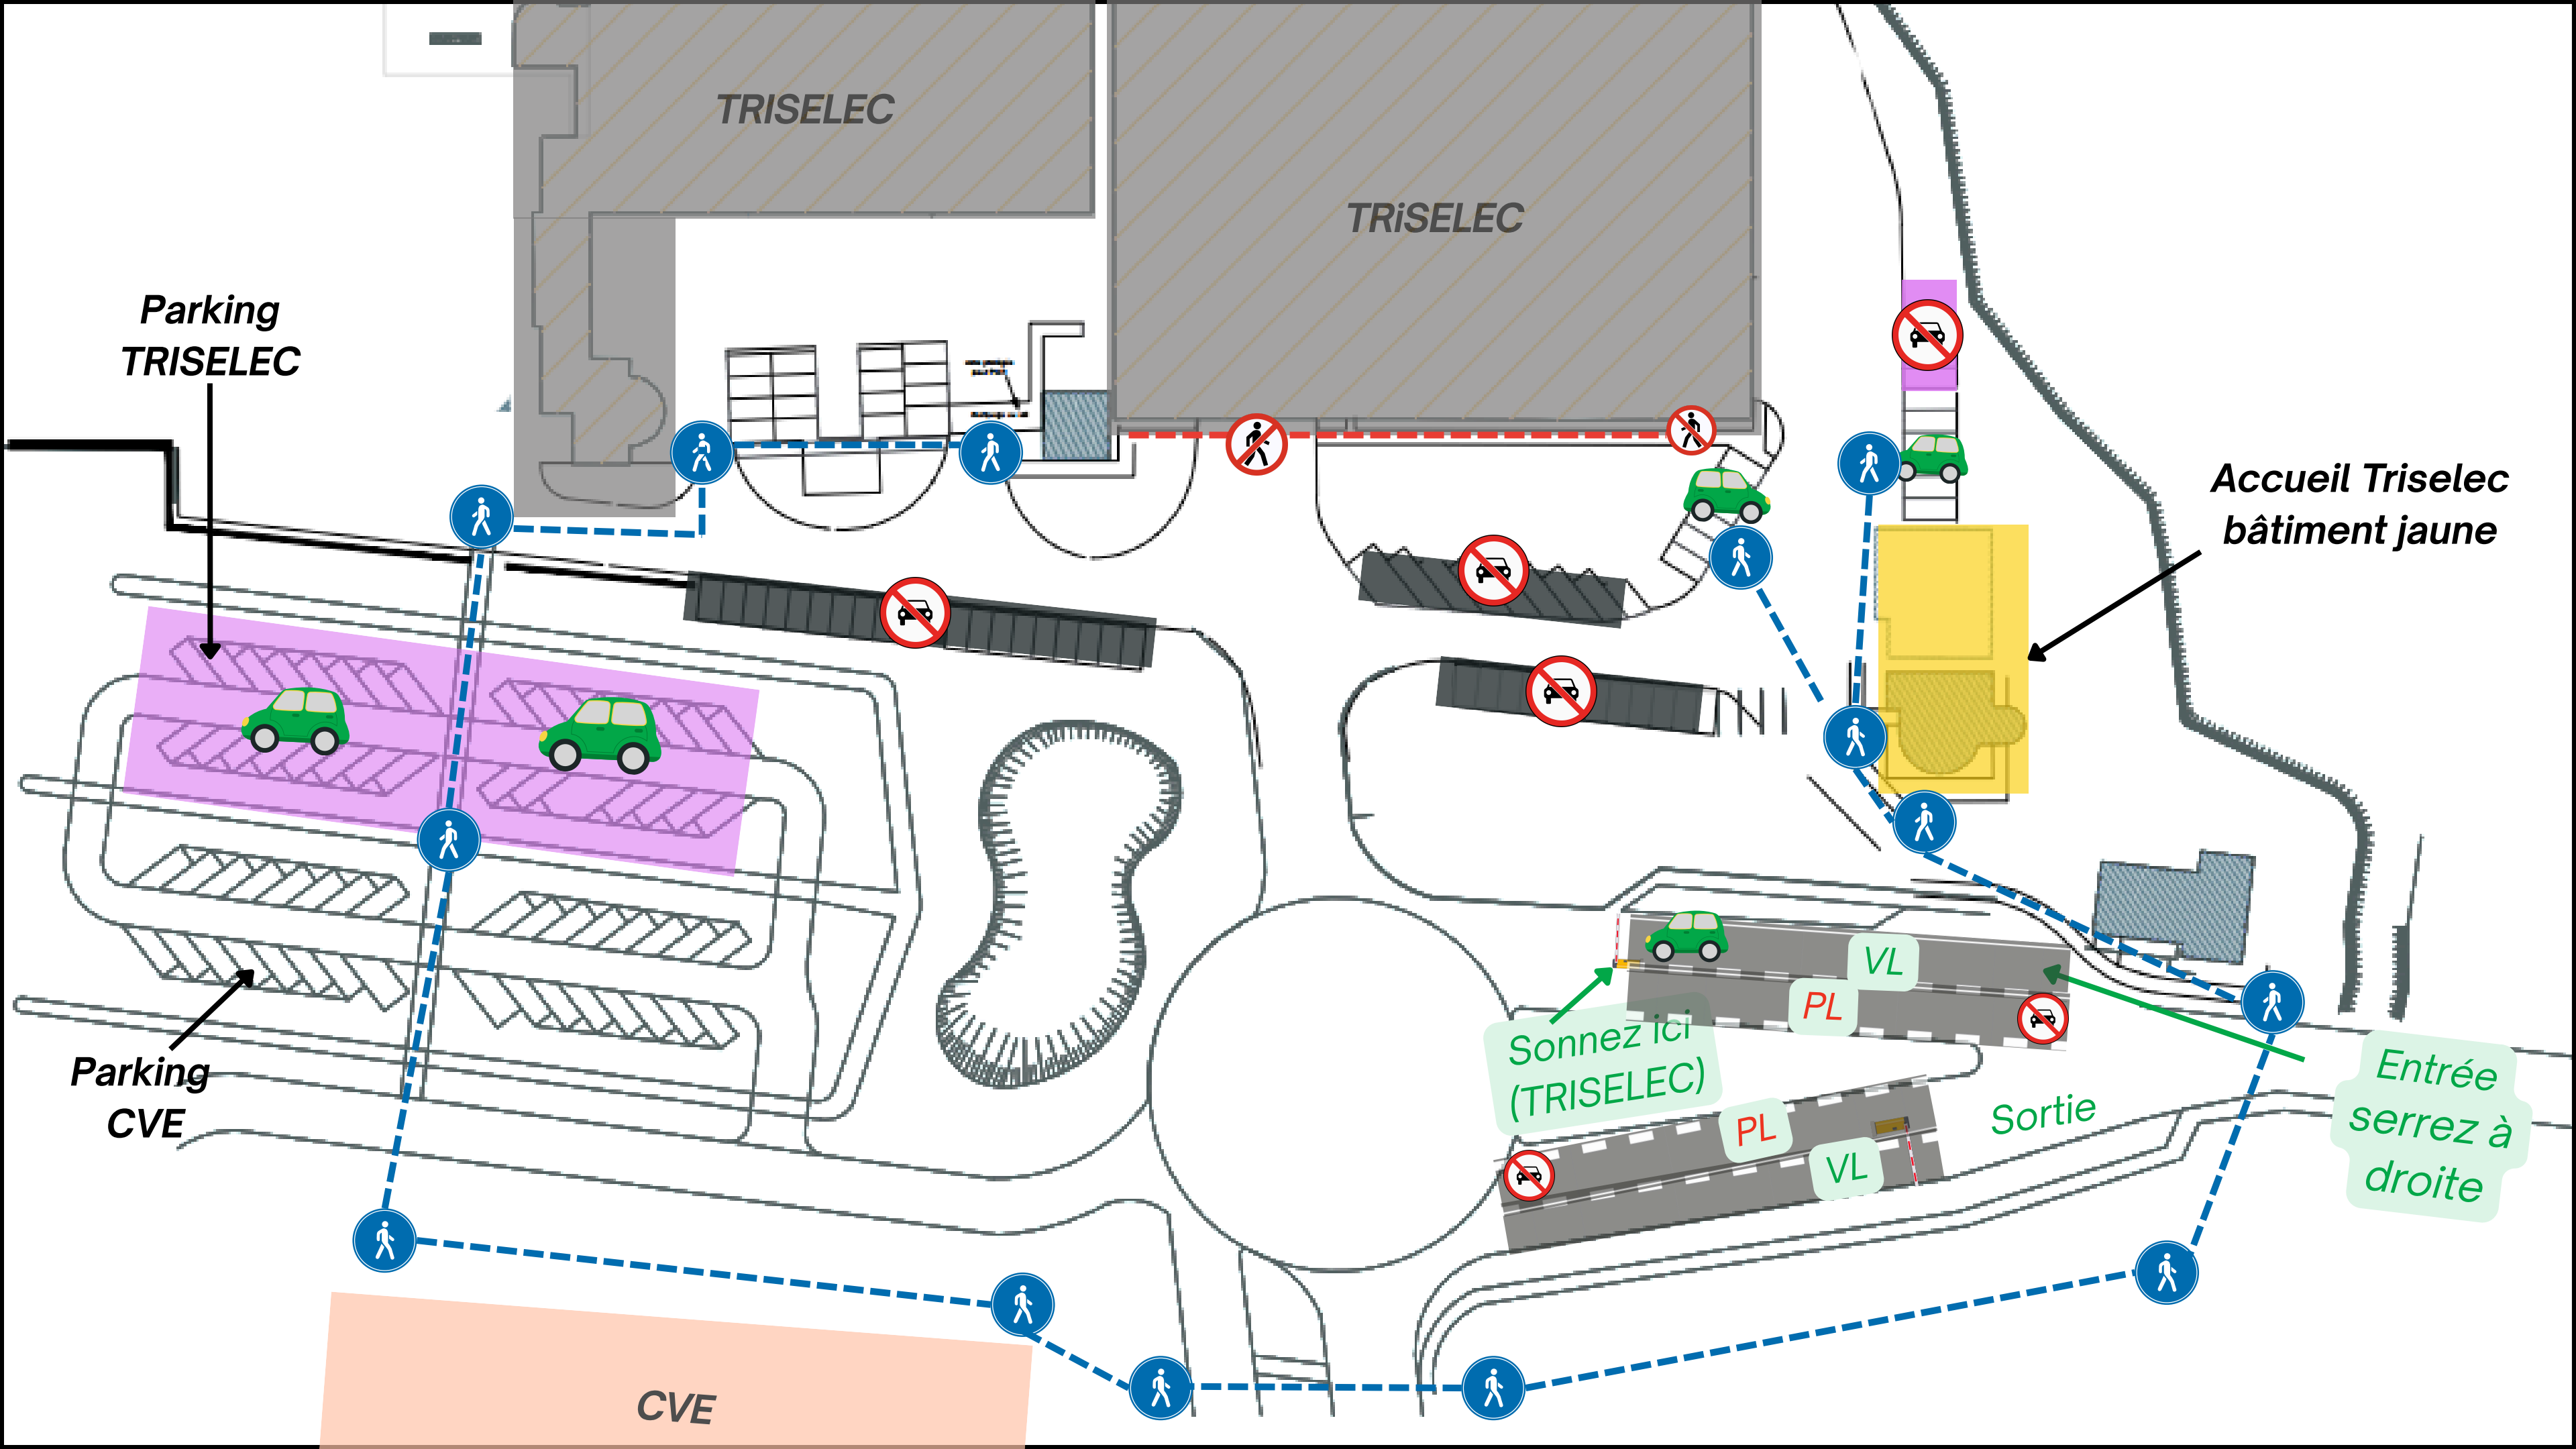 TRISELEC
TRiSELEC
Parking
TRISELEC
Accueil Triselec
bâtiment jaune
VL
PL
Sonnez ici
(TRISELEC)
Entrée
serrez à
droite
Sortie
PL
VL
Parking
CVE
CVE